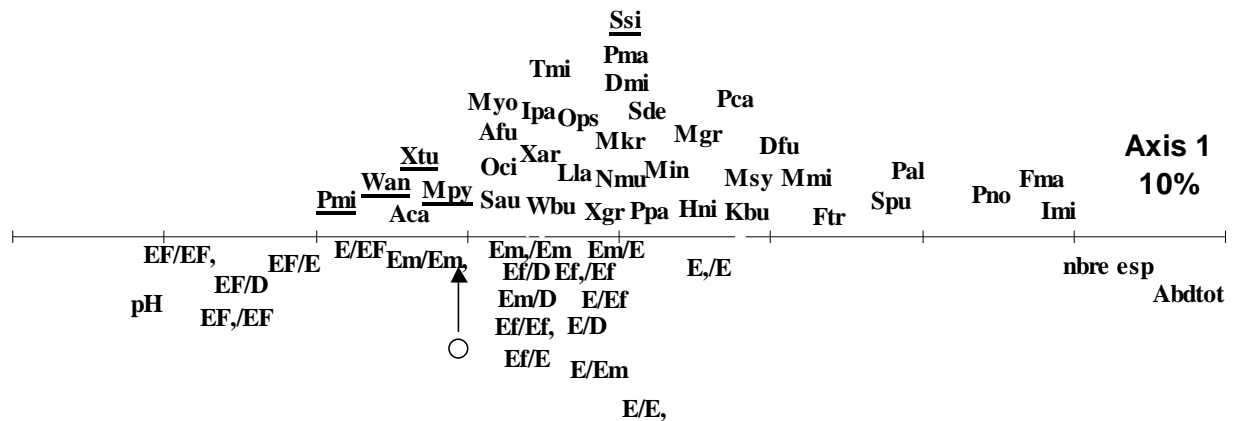 Ssi
Pma
Tmi
Dmi
Myo Ipa Ops Sde Pca
Afu Mkr Mgr
Xtu Oci Xar Dfu Axis 1
Wan Mpy Lla Nmu Min Msy Mmi Pal Fma 10%
Pmi Aca Sau Wbu Xgr Ppa Hni Kbu Ftr Spu Pno Imi
EF/EF, EF/E E/EF Em/Em, Em,/Em Em/E
EF/D Ef/D Ef,/Ef E,/E nbre esp
pH EF,/EF Em/D E/Ef Abdtot
Ef/Ef, E/D
Ef/E
E/Em
E/E,